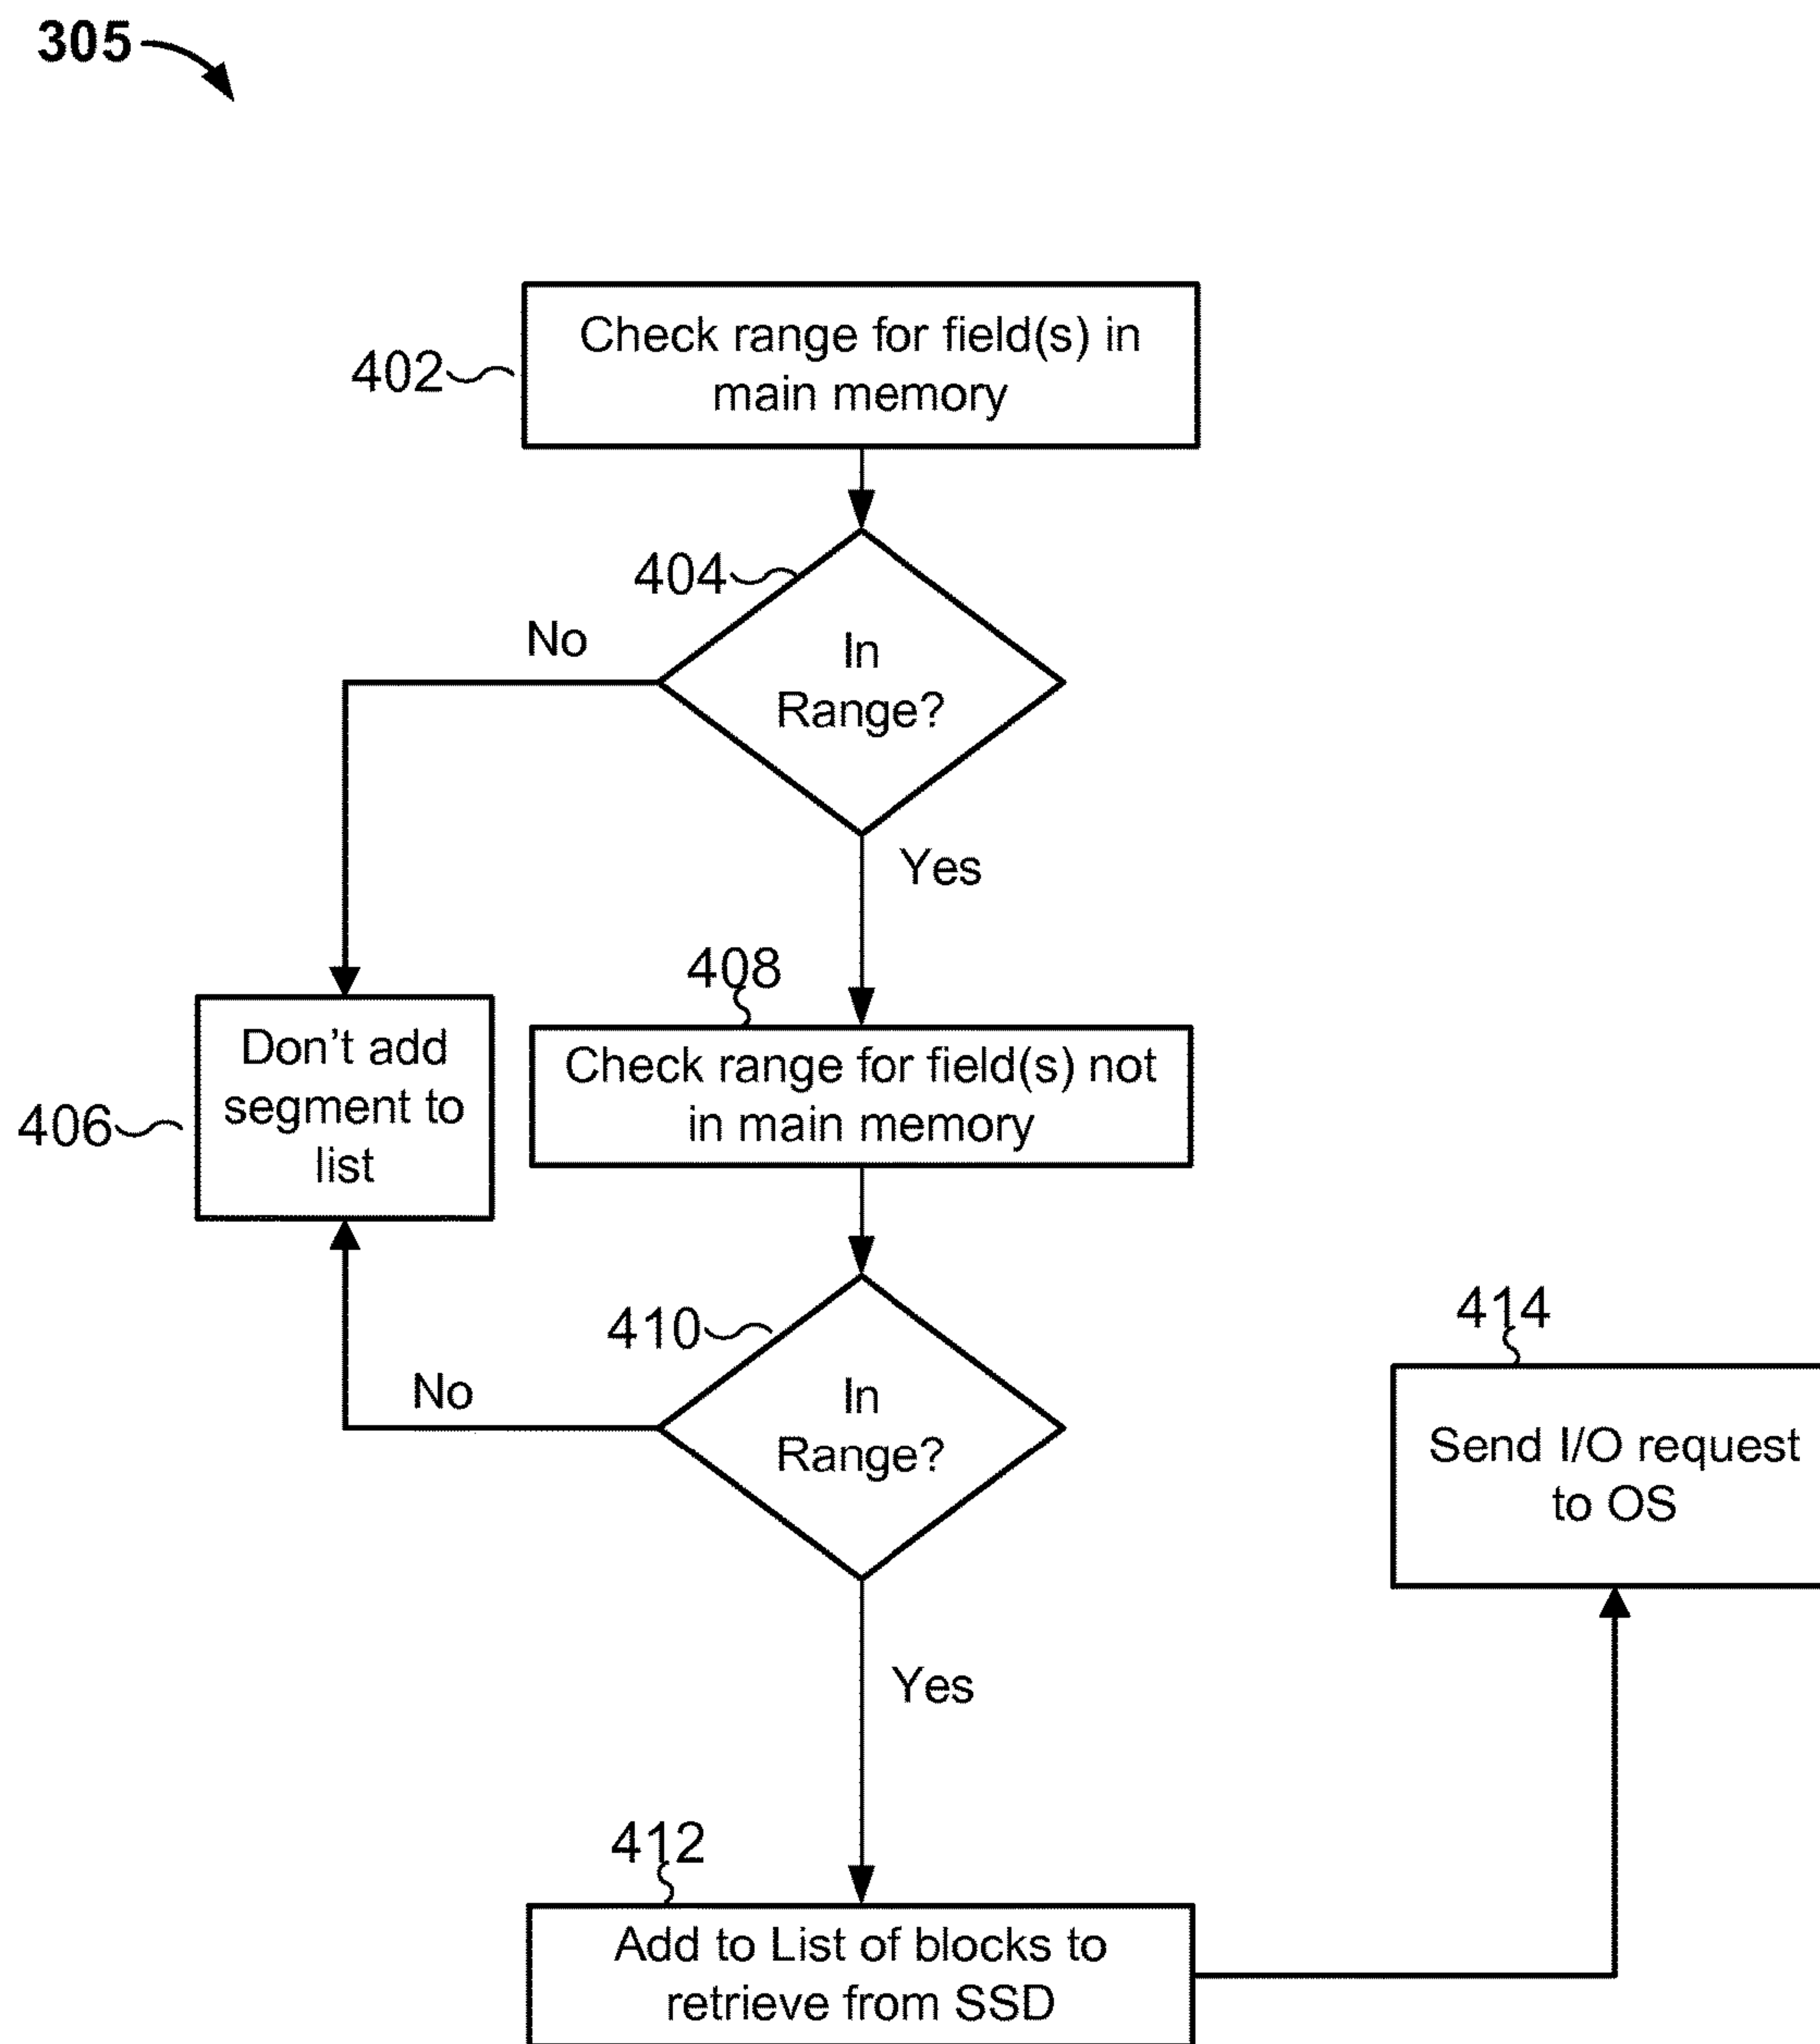 305
Check range for field(s) in
main memory
402
404
In
Range?
No
Yes
408
Don't add
segment to
list
406
Check range for field(s) not
in main memory
410
In
Range?
No
Yes
414
Send I/O request
to OS
412
Add to List of blocks to
retrieve from SSD